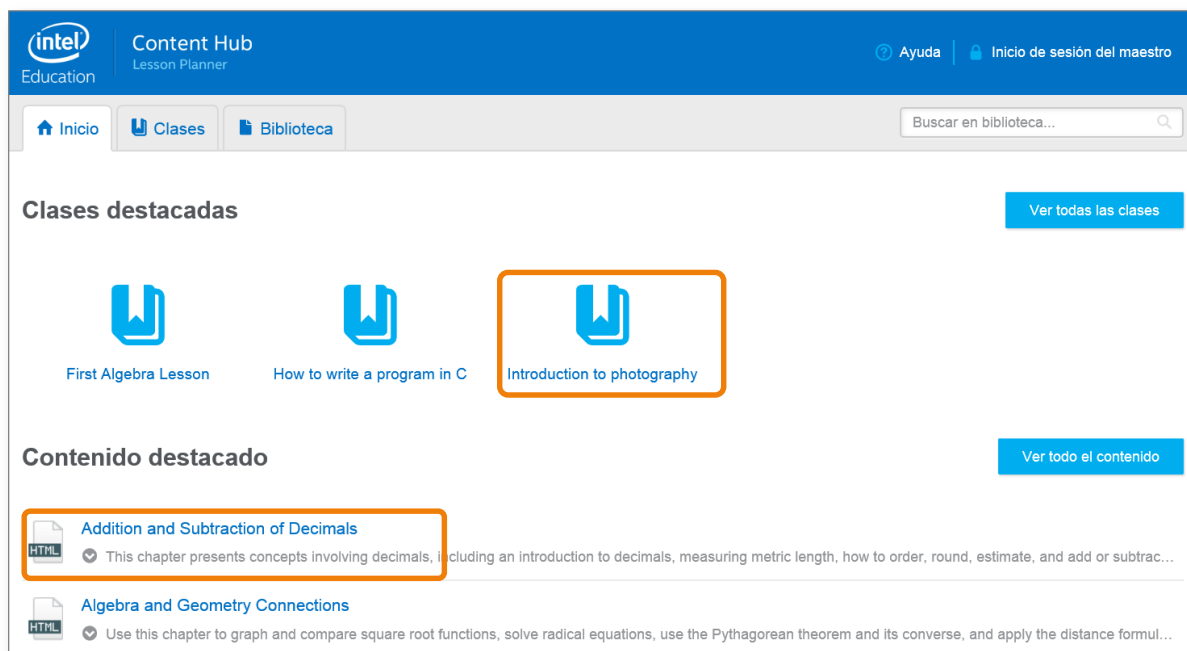 intel
Education
Content Hub
Lesson Planner
Ayuda
Inicio de sesión del maestro
Inicio
Clases
Biblioteca
Buscar en biblioteca...
Clases destacadas
Ver todas las clases
First Algebra Lesson
How to write a program in C
Introduction to photography
Contenido destacado
Ver todo el contenido
HTML
Addition and Subtraction of Decimals
This chapter presents concepts involving decimals, including an introduction to decimals, measuring metric length, how to order, round, estimate, and add or subtrac...
HTML
Algebra and Geometry Connections
Use this chapter to graph and compare square root functions, solve radical equations, use the Pythagorean theorem and its converse, and apply the distance formul...